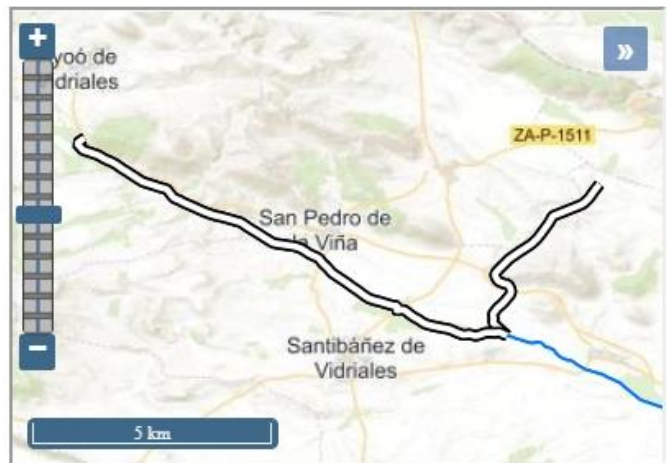 yoó de
driales
ZA-P-1511
San Pedro de
la Viña
Santibáñez de
Vidriales
5 km